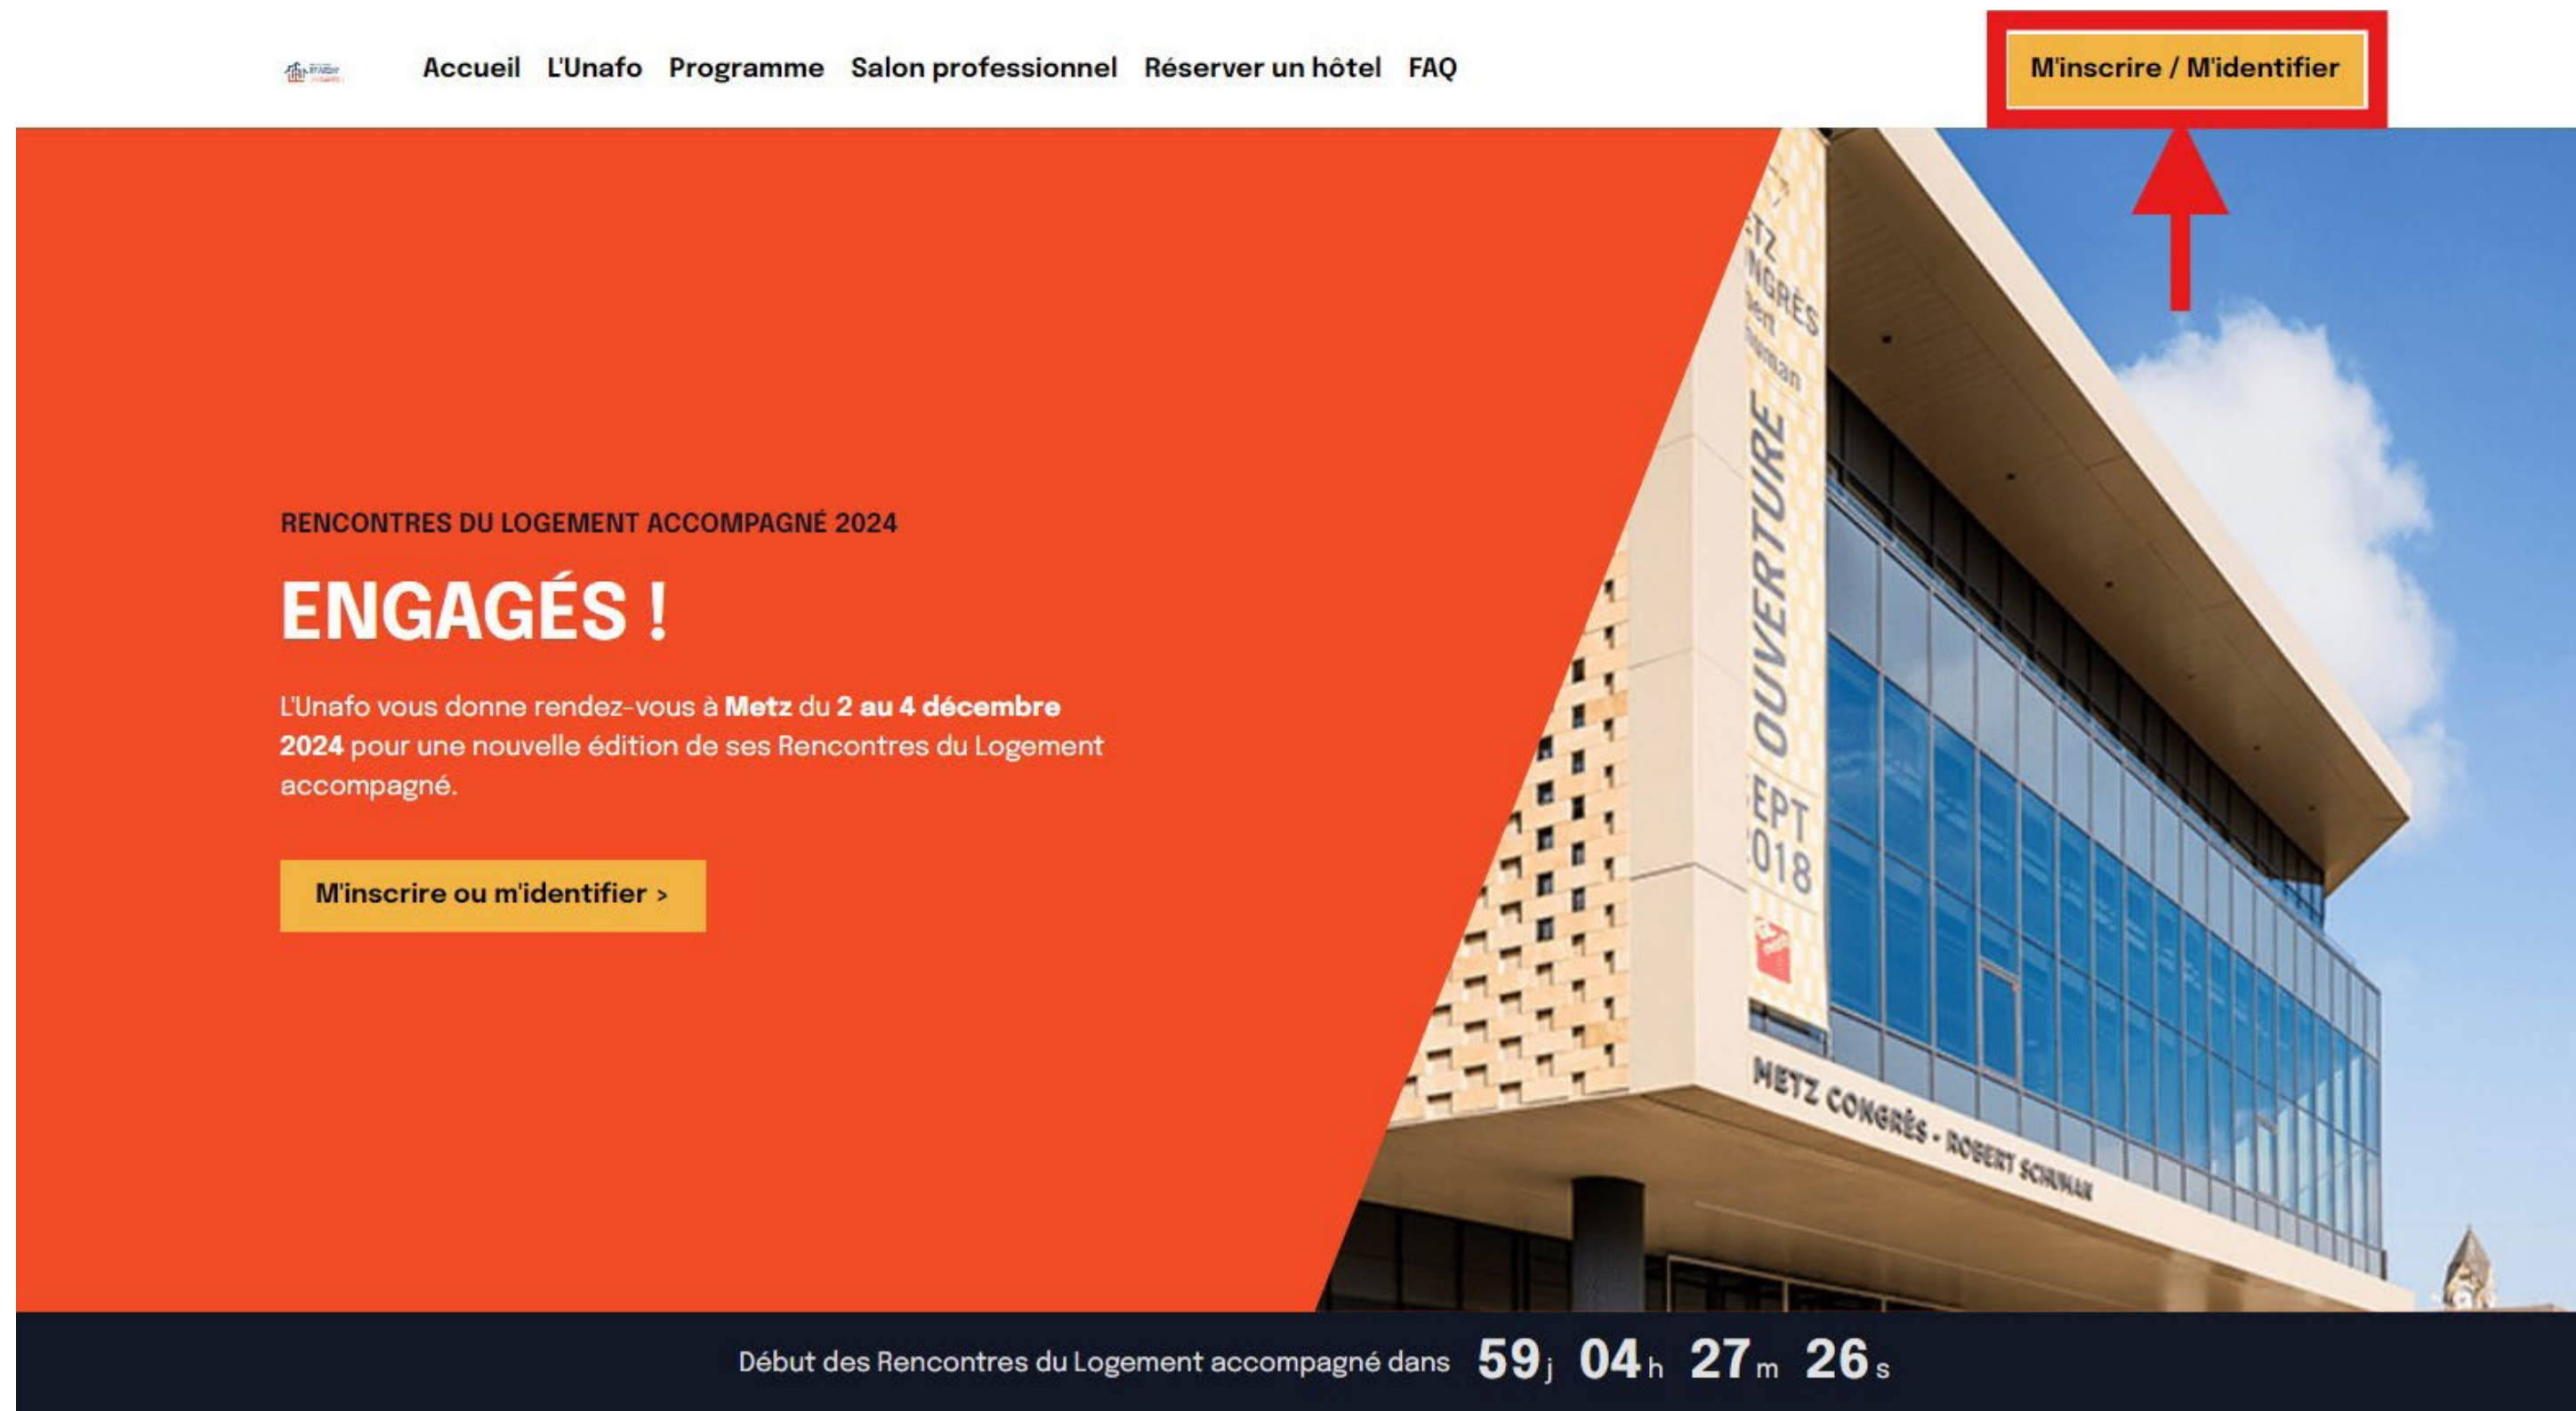 Accueil L'Unafo Programme Salon professionnel Réserver un hôtel FAQ
M'inscrire / M'identifier
RENCONTRES DU LOGEMENT ACCOMPAGNÉ 2024
ENGAGÉS !
L'Unafo vous donne rendez-vous à Metz du 2 au 4 décembre
2024 pour une nouvelle édition de ses Rencontres du Logement
accompagné.
M'inscrire ou m'identifier >
OUVERTURE
METZ CONGRÈS - ROBERT SCHUMAN
Début des Rencontres du Logement accompagné dans 59 j 04 h 27 m 26 s